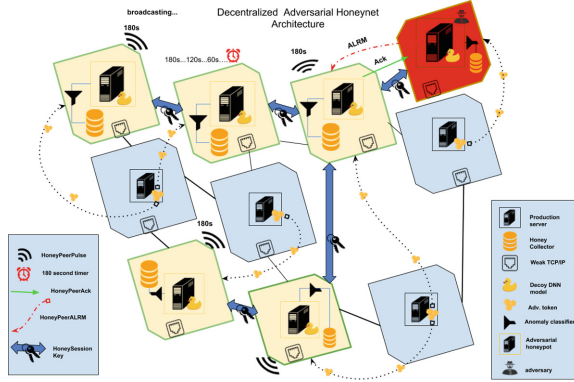 broadcasting...
Decentralized Adversarial Honeynet
Architecture
180s
180s...120s...60s....
180s
ALRM
Ack
180s
HoneyPeerPulse
180 second timer
HoneyPeerAck
HoneyPeerALRM
HoneySession
Key
Production
server
Honey
Collector
Weak TCP/IP
Decoy DNN
model
Adv. token
Anomaly classifier
Adversarial
honeypot
adversary